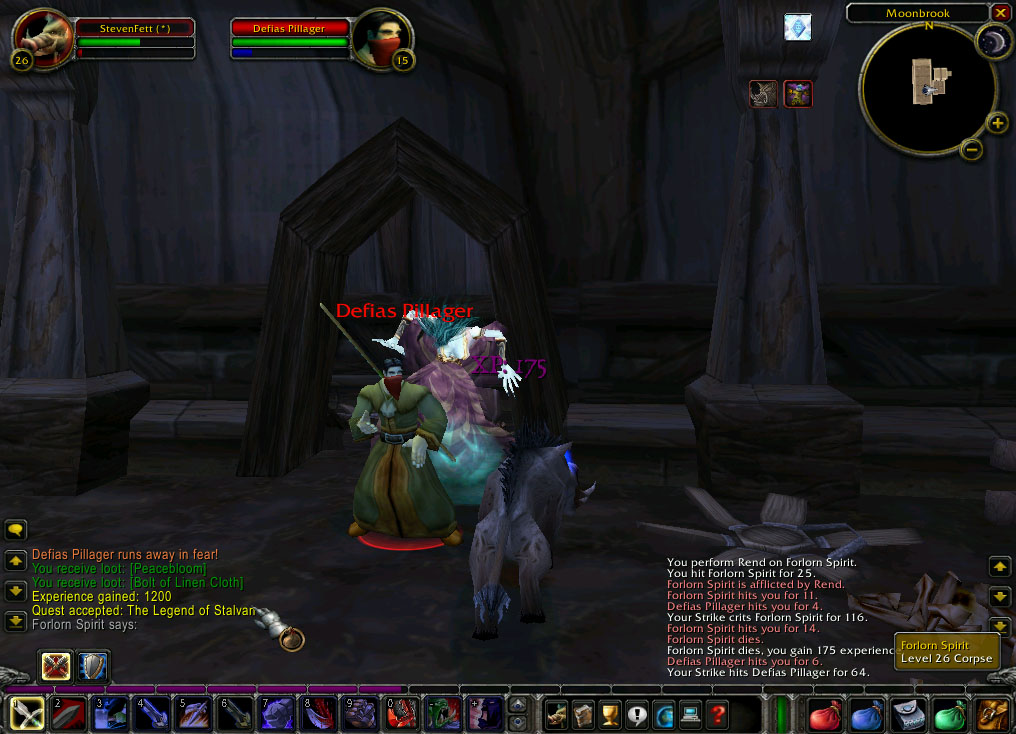 StevenFett (*)
26
Defias Pillager
15
Moonbrook
N
Defias Pillager
XP: 175
Defias Pillager runs away in fear!
You receive loot: [Peacebloom]
You receive loot: [Bolt of Linen Cloth]
Experience gained: 1200
Quest accepted: The Legend of Stalvan
Forlorn Spirit says:
You perform Rend on Forlorn Spirit.
You hit Forlorn Spirit for 25.
Forlorn Spirit is afflicted by Rend.
Forlorn Spirit hits you for 11.
Defias Pillager hits you for 4.
Your Strike crits Forlorn Spirit for 116.
Forlorn Spirit hits you for 14.
Forlorn Spirit dies.
Forlorn Spirit dies, you gain 175 experience
Defias Pillager hits you for 6.
Your Strike hits Defias Pillager for 64.
Forlorn Spirit
Level 26 Corpse
2 3 4 5 6 7 8 9 0 - +